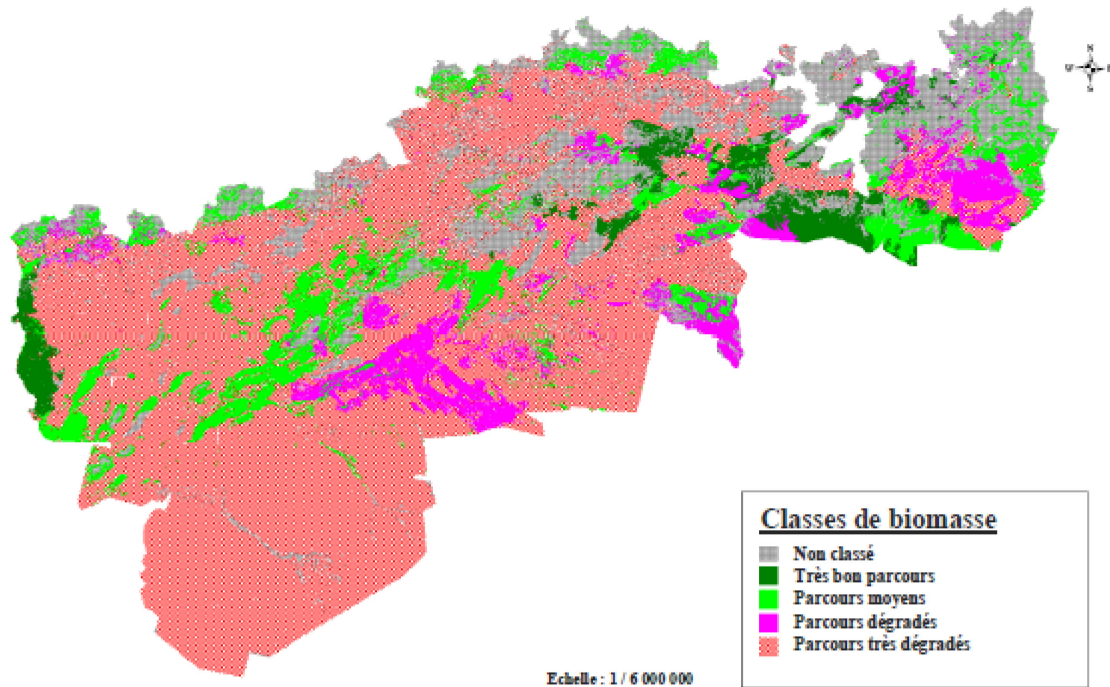 N
W
E
S
Classes de biomasse
Non classé
Très bon parcours
Parcours moyens
Parcours dégradés
Parcours très dégradés
Echelle : 1 / 6 000 000